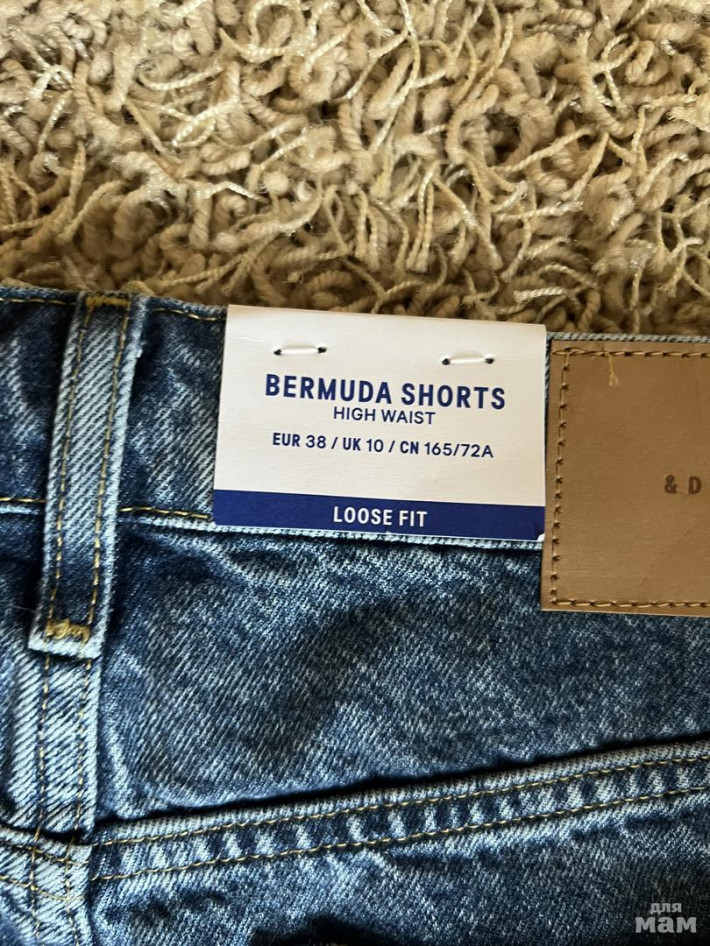 BERMUDA SHORTS
HIGH WAIST
EUR 38 / UK 10 / CN 165/72A
LOOSE FIT
& D
для
мам